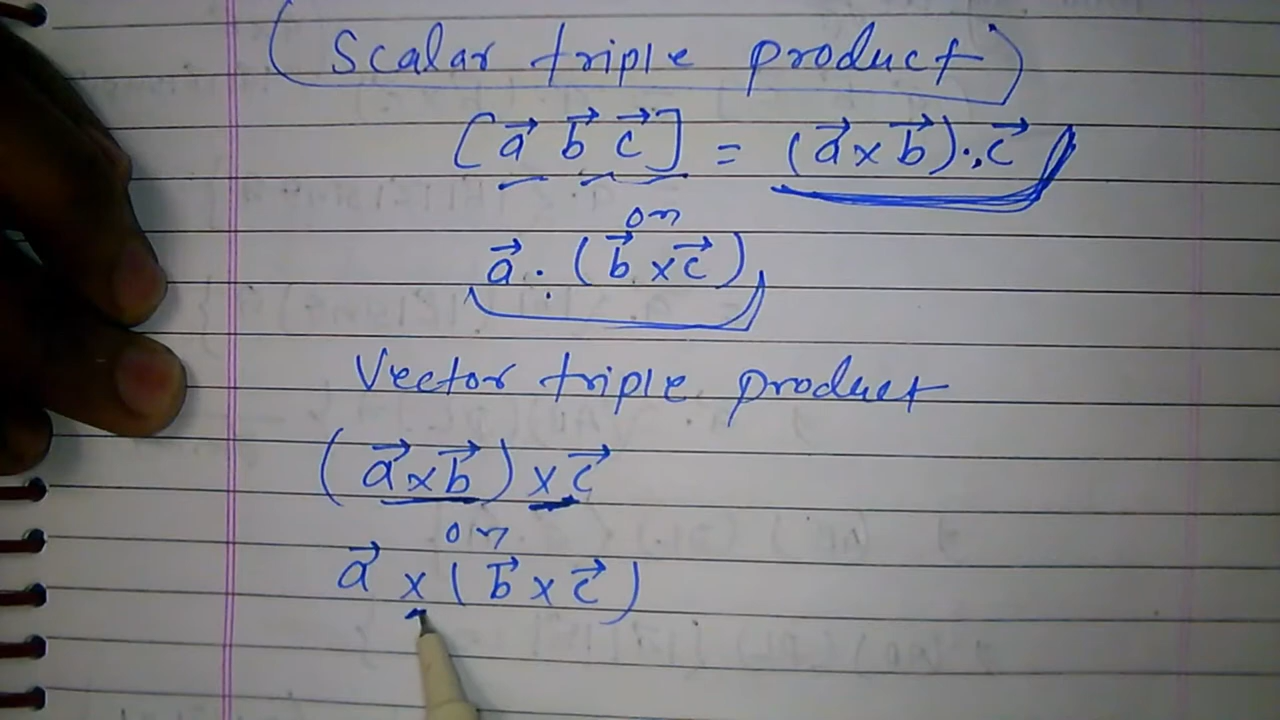 (Scalar triple product)
[a⃗ b⃗ c⃗] = (a⃗ × b⃗) . c⃗
or
a⃗ . (b⃗ × c⃗)
Vector triple product
(a⃗ × b⃗) × c⃗
or
a⃗ × (b⃗ × c⃗)